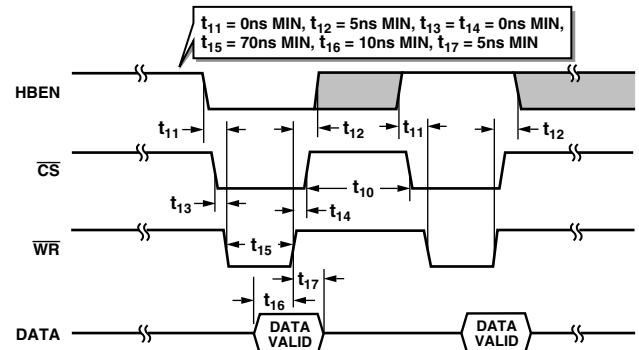 t11 = 0ns MIN, t12 = 5ns MIN, t13 = t14 = 0ns MIN,
t15 = 70ns MIN, t16 = 10ns MIN, t17 = 5ns MIN
HBEN
t11 t12 t11 t12
CS
t13 t14 t10
WR
t15
t16 t17
DATA
DATA VALID
DATA VALID